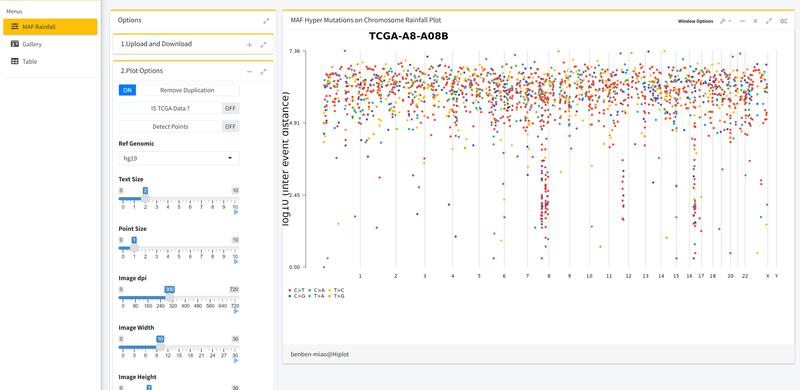 Menus
MAF Rainfall
Gallery
Table
Options
1.Upload and Download
2.Plot Options
ON Remove Duplication
IS TCGA Data ? OFF
Detect Points OFF
Ref Genomic
hg19
Text Size
0 2 10
0 1 2 3 4 5 6 7 8 9 10
Point Size
0 1 10
0 1 2 3 4 5 6 7 8 9 10
Image dpi
0 300 720
0 80 160 240 320 400 480 560 640 720
Image Width
0 10 30
0 3 6 9 12 15 18 21 24 27 30
Image Height
0 30
MAF Hyper Mutations on Chromosome Rainfall Plot
Window Options
TCGA-A8-A08B
log10 (inter event distance)
7.36
4.91
2.45
0.00
1 2 3 4 5 6 7 8 9 10 11 12 13 14 15 16 17 18 20 22 X Y
C>T C>A T>C
C>G T>A T>G
benben-miao@Hiplot